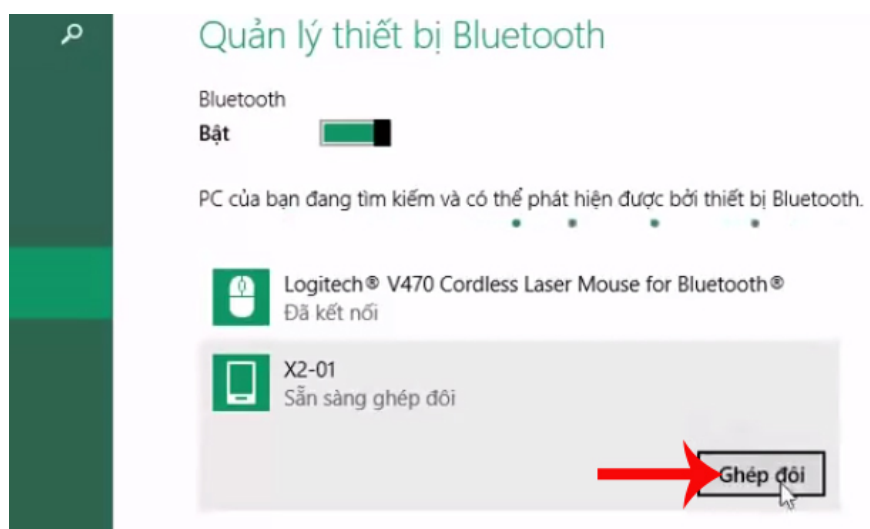 Quản lý thiết bị Bluetooth
Bluetooth
Bật
PC của bạn đang tìm kiếm và có thể phát hiện được bởi thiết bị Bluetooth.
Logitech® V470 Cordless Laser Mouse for Bluetooth®
Đã kết nối
X2-01
Sẵn sàng ghép đôi
Ghép đôi